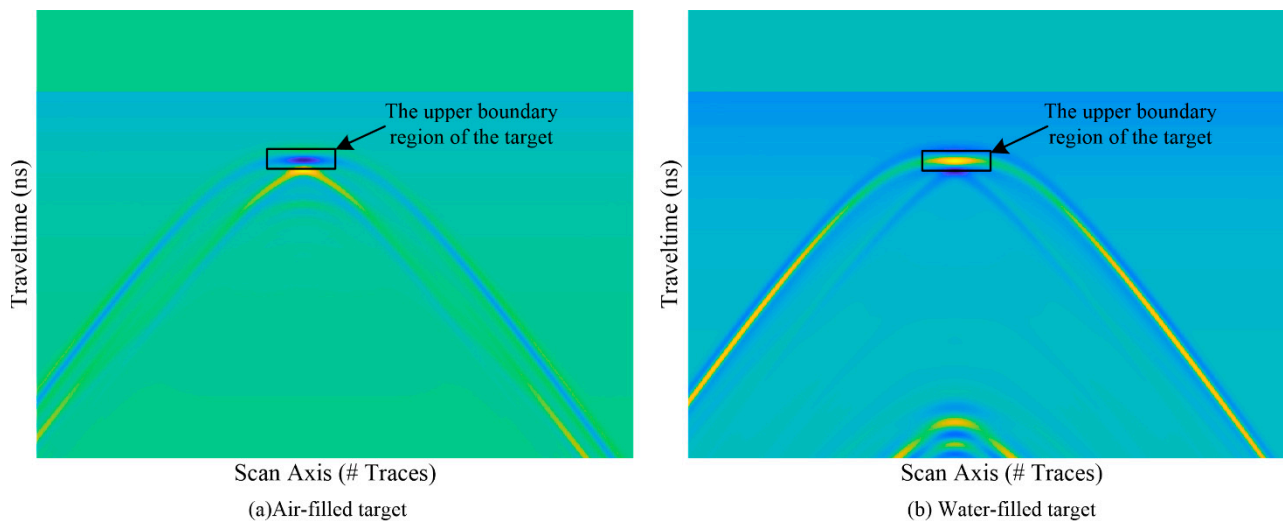 The upper boundary
region of the target
Traveltime (ns)
Scan Axis (# Traces)
(a)Air-filled target
The upper boundary
region of the target
Traveltime (ns)
Scan Axis (# Traces)
(b) Water-filled target